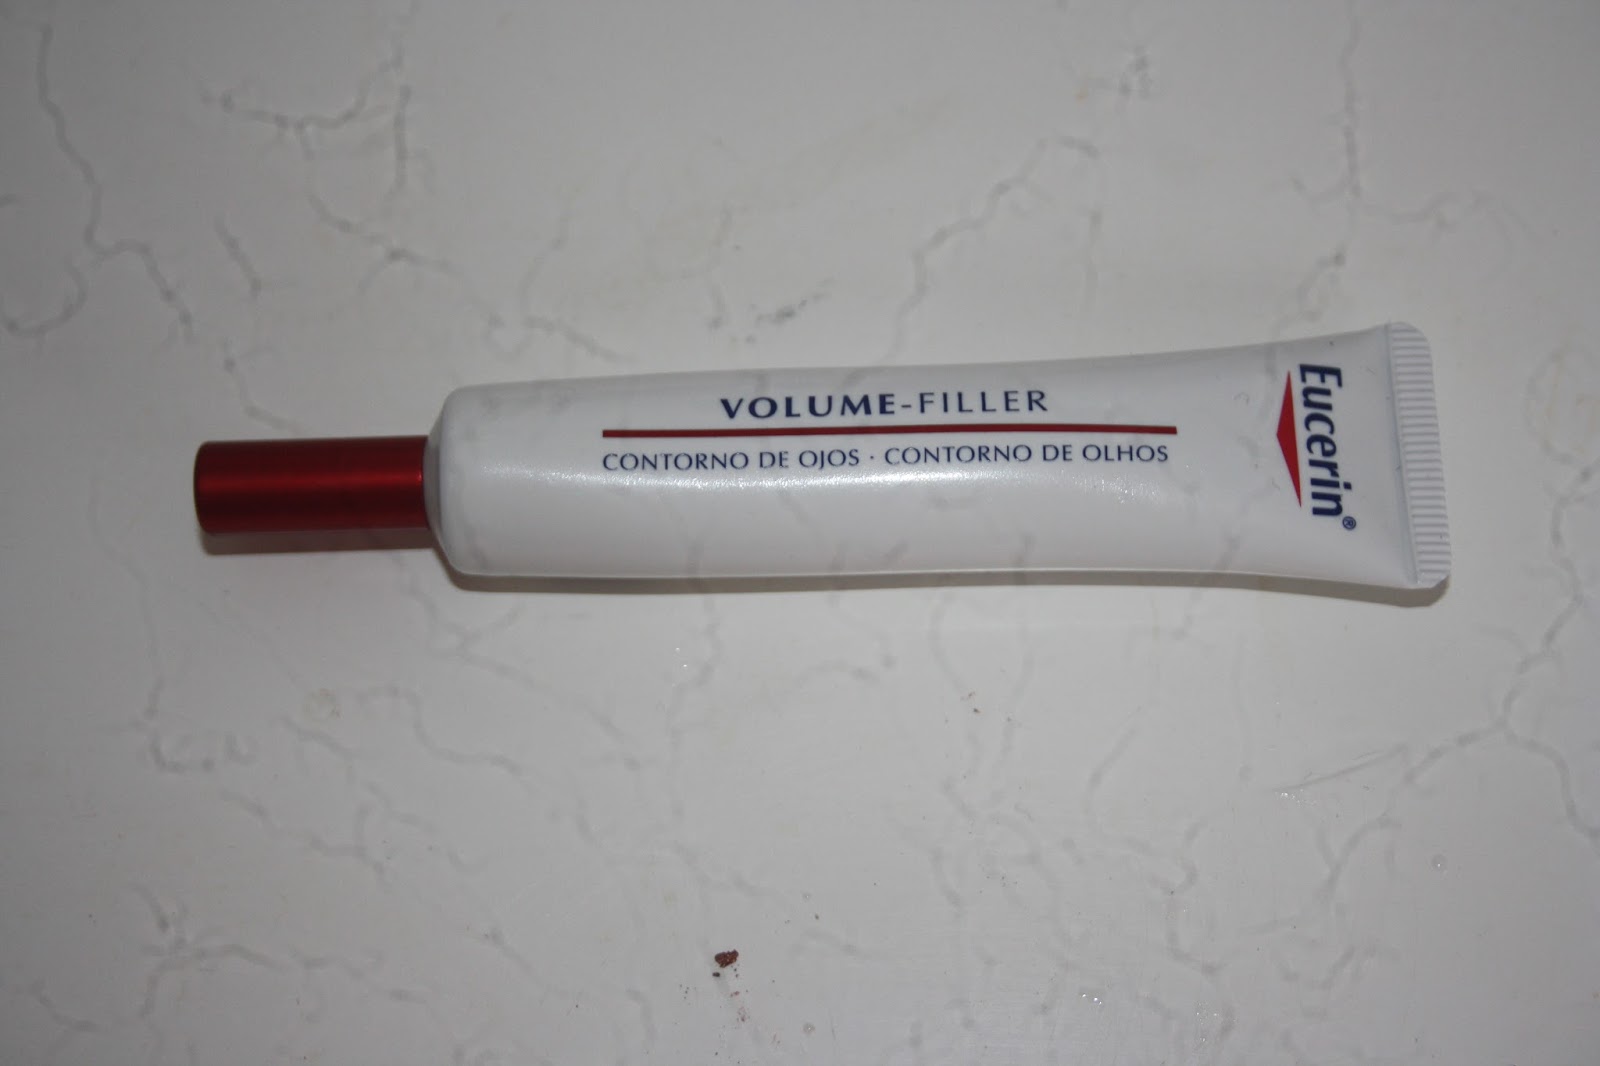 VOLUME-FILLER
CONTORNO DE OJOS · CONTORNO DE OLHOS
Eucerin®